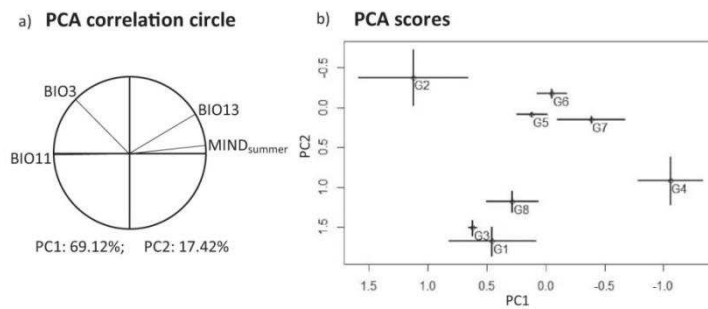 a) PCA correlation circle
BIO3
BIO13
MINDsummer
BIO11
PC1: 69.12%; PC2: 17.42%
b) PCA scores
PC2
-0.5
0.0
0.5
1.0
1.5
G2
G6
G5
G7
G4
G8
G3
G1
1.5 1.0 0.5 0.0 -0.5 -1.0
PC1